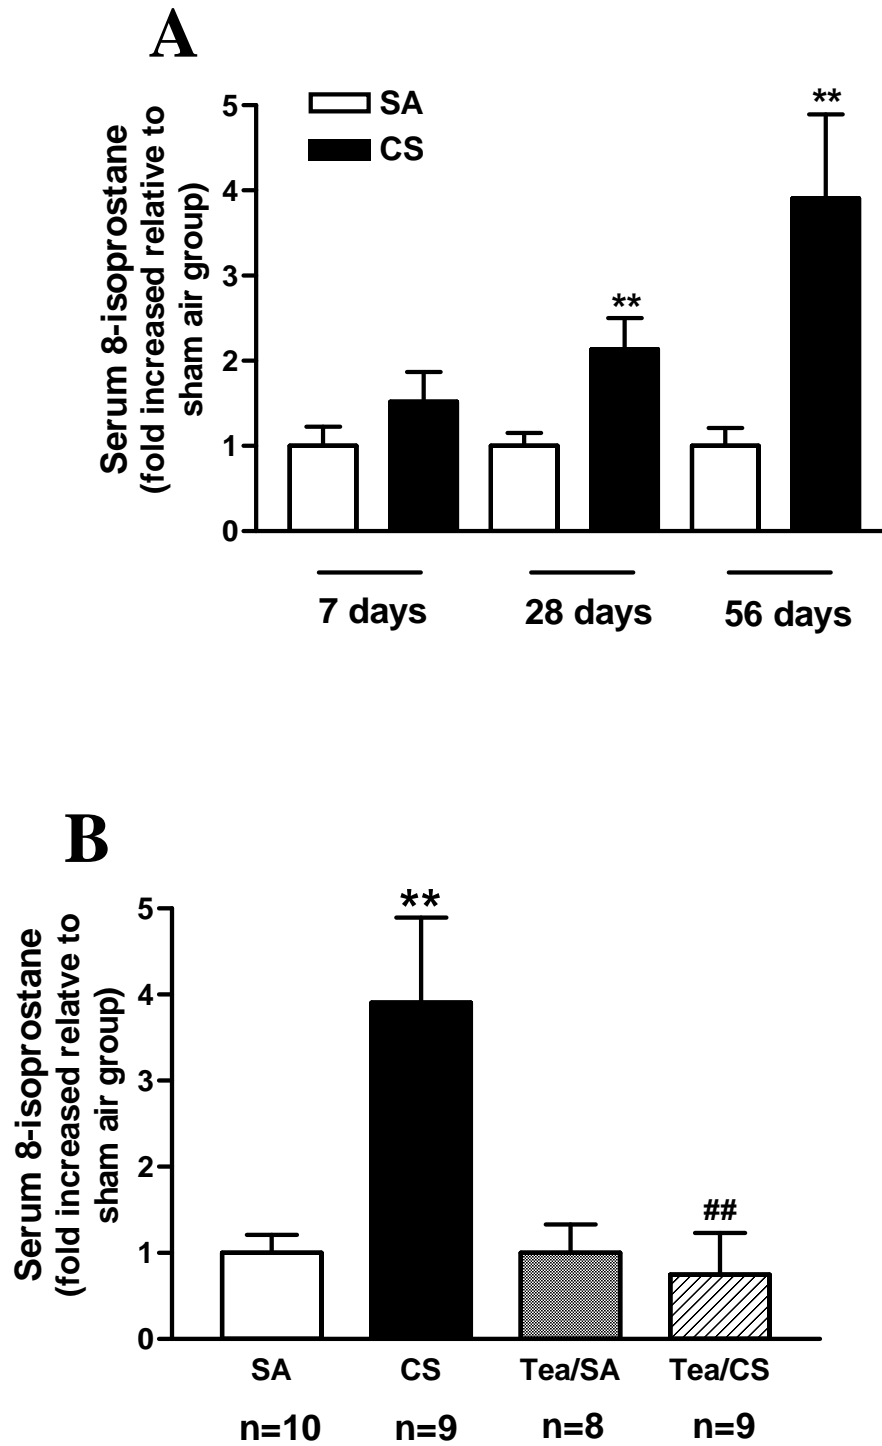 A
Serum 8-isoprostane
(fold increased relative to
sham air group)
SA
CS
5
4
3
2
1
0
**
**
7 days
28 days
56 days
B
Serum 8-isoprostane
(fold increased relatve to
sham air group)
5
4
3
2
1
0
**
##
SA
CS
Tea/SA
Tea/CS
n=10
n=9
n=8
n=9